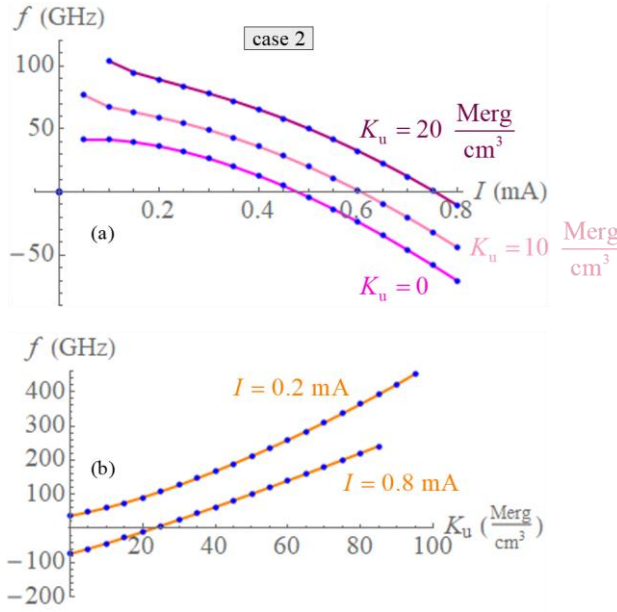 f (GHz)
case 2
100
50
-50
0.2
0.4
0.6
0.8
I (mA)
K_u = 20 Merg/cm³
K_u = 10 Merg/cm³
K_u = 0
(a)
f (GHz)
400
300
200
100
-100
-200
I = 0.2 mA
(b)
I = 0.8 mA
20
40
60
80
100
K_u (Merg/cm³)